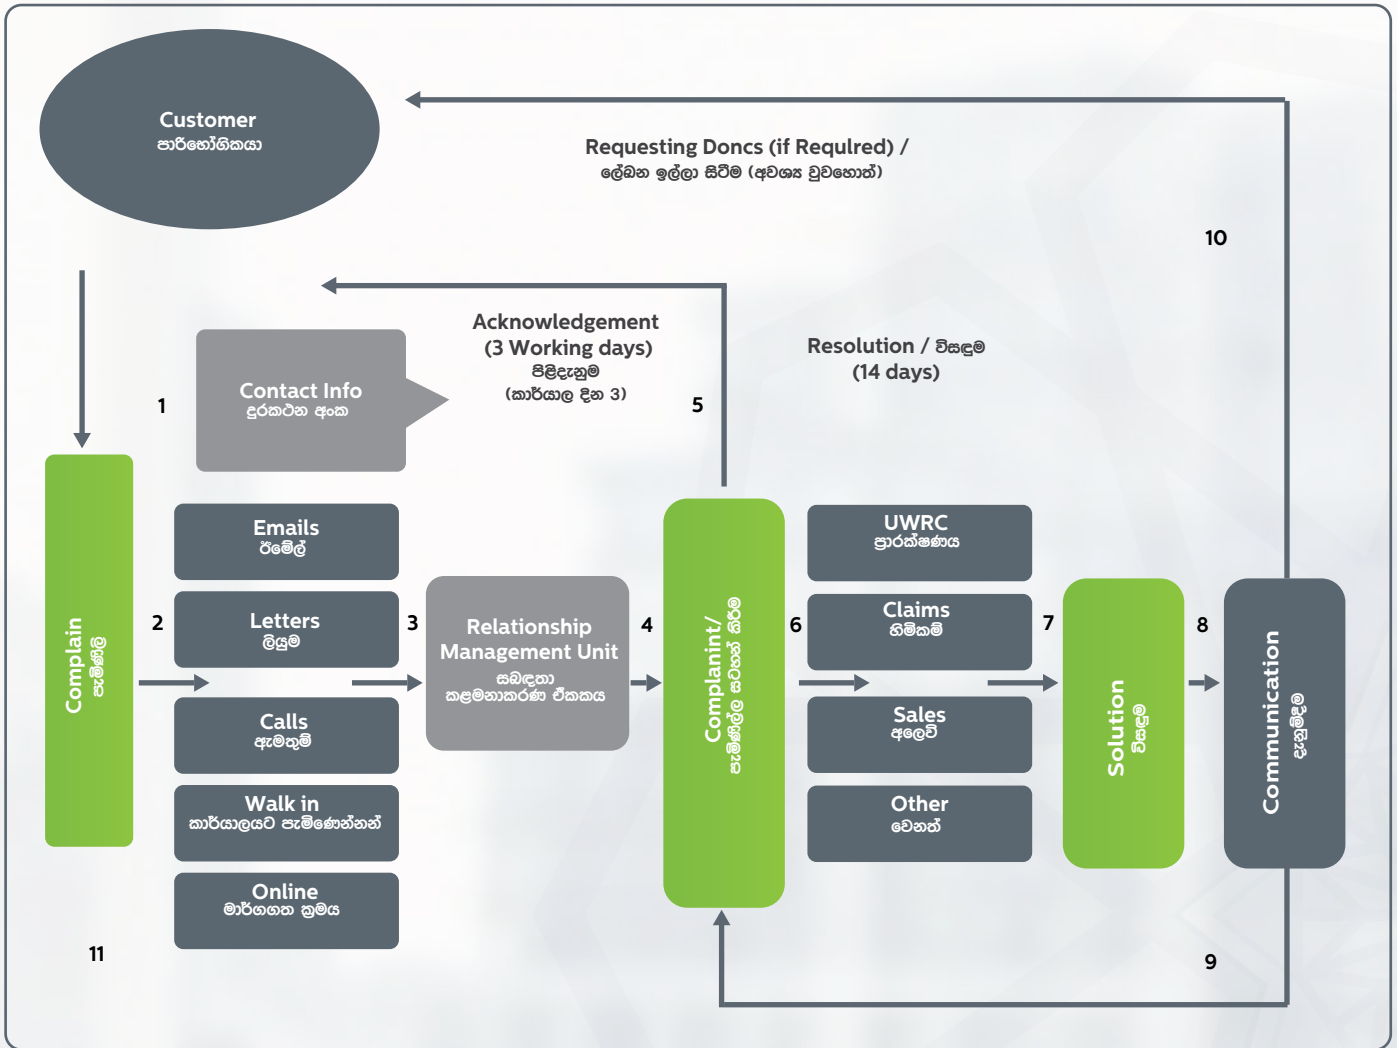 Customer
පාරිභෝගිකයා
Requesting Doncs (if Requlred) /
ලේඛන ඉල්ලා සිටීම (අවශ්‍ය වුවහොත්)
10
Acknowledgement
(3 Working days)
පිළිදැනුම
(කාර්යාල දින 3)
Resolution / විසඳුම
(14 days)
1
Contact Info
දුරකථන අංක
5
Complain
පැමිණිලි
2
Emails
ඊමේල්
Letters
ලියුම්
Calls
ඇමතුම්
Walk in
කාර්යාලයට පැමිණෙන්නන්
Online
මාර්ගගත ක්‍රමය
3
Relationship
Management Unit
සබඳතා
කළමනාකරණ ඒකකය
4
Complanint/
පැමිණිල්ල සටහන් කිරීම
6
UWRC
ප්‍රාරක්ෂණය
Claims
හිමිකම්
Sales
අලෙවි
Other
වෙනත්
7
Solution
විසඳුම
8
Communication
දැනුම්දීම
11
9